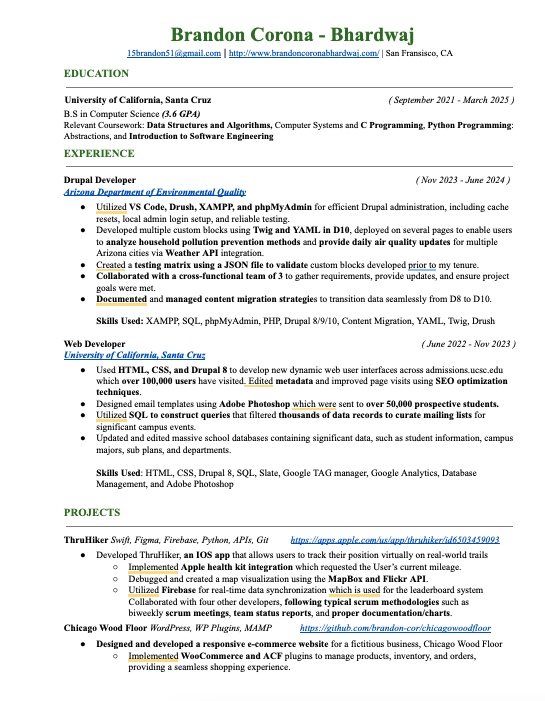 Brandon Corona - Bhardwaj
15brandon51@gmail.com | http://www.brandoncoronabhardwaj.com/ | San Fransisco, CA
EDUCATION
University of California, Santa Cruz ( September 2021 - March 2025 )
B.S in Computer Science (3.6 GPA)
Relevant Coursework: Data Structures and Algorithms, Computer Systems and C Programming, Python Programming:
Abstractions, and Introduction to Software Engineering
EXPERIENCE
Drupal Developer ( Nov 2023 - June 2024 )
Arizona Department of Environmental Quality
● Utilized VS Code, Drush, XAMPP, and phpMyAdmin for efficient Drupal administration, including cache
resets, local admin login setup, and reliable testing.
● Developed multiple custom blocks using Twig and YAML in D10, deployed on several pages to enable users
to analyze household pollution prevention methods and provide daily air quality updates for multiple
Arizona cities via Weather API integration.
● Created a testing matrix using a JSON file to validate custom blocks developed prior to my tenure.
● Collaborated with a cross-functional team of 3 to gather requirements, provide updates, and ensure project
goals were met.
● Documented and managed content migration strategies to transition data seamlessly from D8 to D10.
Skills Used: XAMPP, SQL, phpMyAdmin, PHP, Drupal 8/9/10, Content Migration, YAML, Twig, Drush
Web Developer ( June 2022 - Nov 2023 )
University of California, Santa Cruz
● Used HTML, CSS, and Drupal 8 to develop new dynamic web user interfaces across admissions.ucsc.edu
which over 100,000 users have visited. Edited metadata and improved page visits using SEO optimization
techniques.
● Designed email templates using Adobe Photoshop which were sent to over 50,000 prospective students.
● Utilized SQL to construct queries that filtered thousands of data records to curate mailing lists for
significant campus events.
● Updated and edited massive school databases containing significant data, such as student information, campus
majors, sub plans, and departments.
Skills Used: HTML, CSS, Drupal 8, SQL, Slate, Google TAG manager, Google Analytics, Database
Management, and Adobe Photoshop
PROJECTS
ThruHiker Swift, Figma, Firebase, Python, APIs, Git https://apps.apple.com/us/app/thruhiker/id6503459093
● Developed ThruHiker, an IOS app that allows users to track their position virtually on real-world trails
○ Implemented Apple health kit integration which requested the User's current mileage.
○ Debugged and created a map visualization using the MapBox and Flickr API.
○ Utilized Firebase for real-time data synchronization which is used for the leaderboard system
Collaborated with four other developers, following typical scrum methodologies such as
biweekly scrum meetings, team status reports, and proper documentation/charts.
Chicago Wood Floor WordPress, WP Plugins, MAMP https://github.com/brandon-cor/chicagowoodfloor
● Designed and developed a responsive e-commerce website for a fictitious business, Chicago Wood Floor
○ Implemented WooCommerce and ACF plugins to manage products, inventory, and orders,
providing a seamless shopping experience.